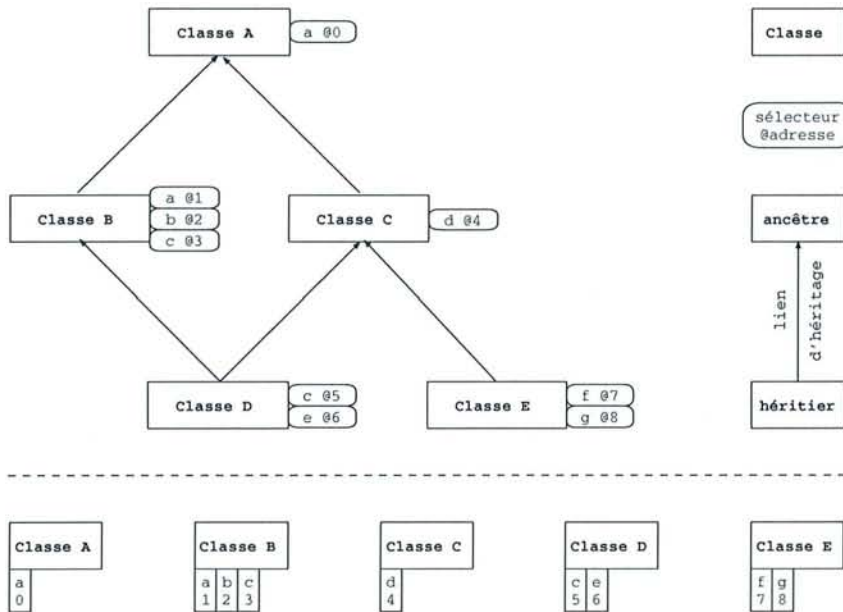 Classe A
a @0
Classe
sélecteur
@adresse
Classe B
a @1
b @2
c @3
Classe C
d @4
ancêtre
lien
d'héritage
Classe D
c @5
e @6
Classe E
f @7
g @8
héritier
Classe A
a
0
Classe B
a b c
1 2 3
Classe C
d
4
Classe D
c e
5 6
Classe E
f g
7 8